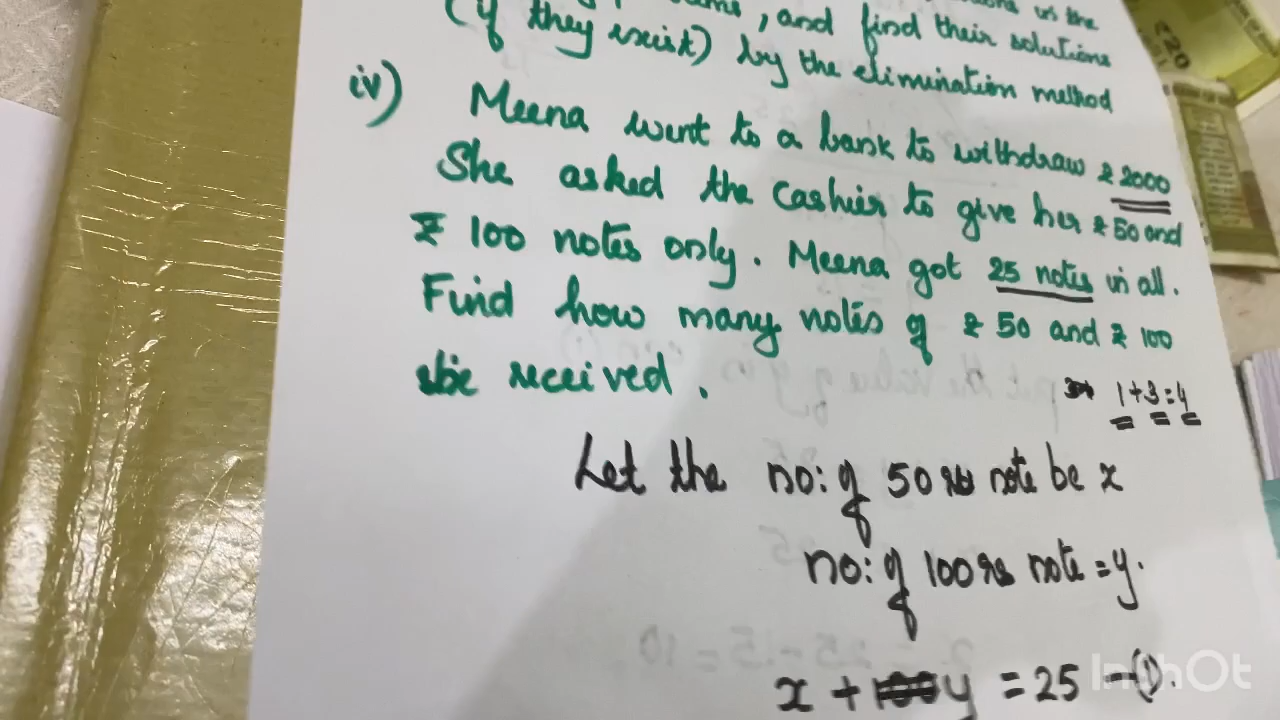 in the
, and find their solutions
(if they exist) by the elimination method
iv) Meena went to a bank to withdraw ₹ 2000
She asked the cashier to give her ₹ 50 and
₹ 100 notes only. Meena got 25 notes in all.
Find how many notes of ₹ 50 and ₹ 100
she received.
1+3=4
Let the no: of 50 rs note be x
no: of 100 rs note = y.
x + y = 25 -(1).
InShOt
₹20